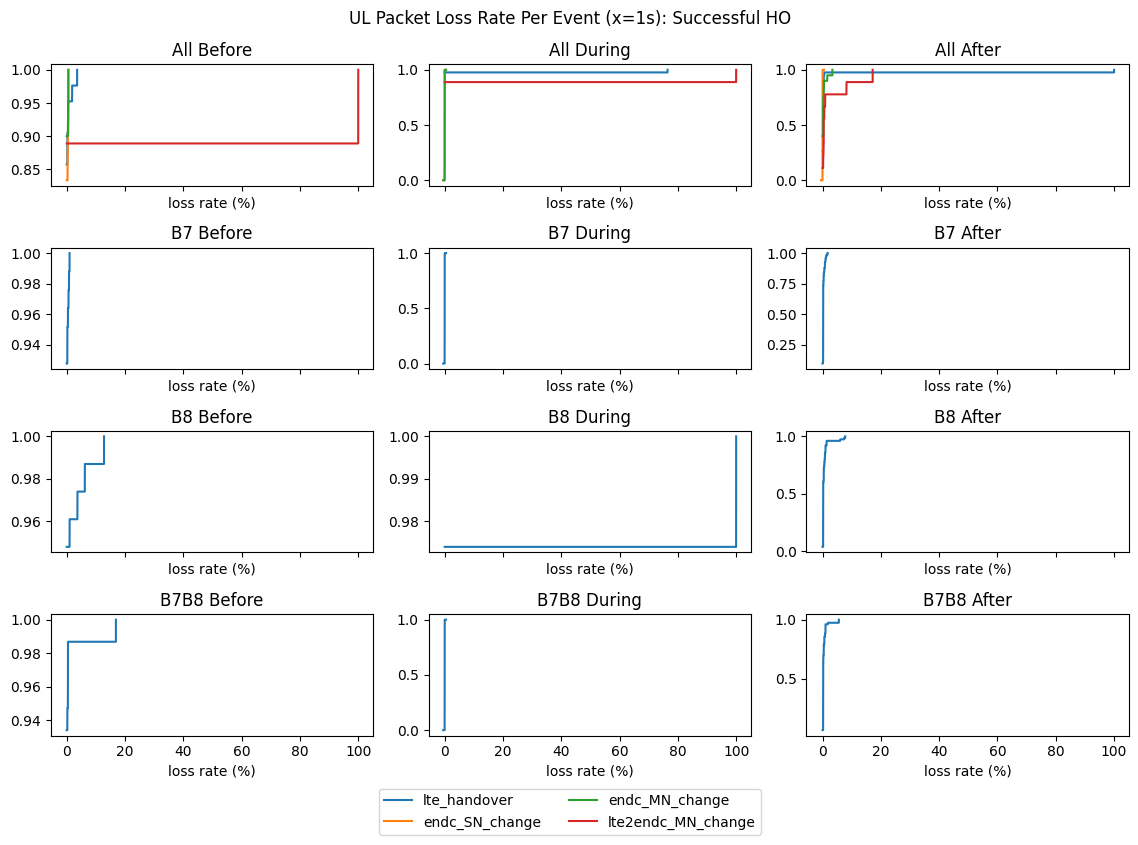 UL Packet Loss Rate Per Event (x=1s): Successful HO
All Before
All During
All After
1.00
0.95
0.90
0.85
1.0
0.5
0.0
1.0
0.5
0.0
loss rate (%)
loss rate (%)
loss rate (%)
B7 Before
B7 During
B7 After
1.00
0.98
0.96
0.94
1.0
0.5
0.0
1.00
0.75
0.50
0.25
loss rate (%)
loss rate (%)
loss rate (%)
B8 Before
B8 During
B8 After
1.00
0.98
0.96
1.00
0.99
0.98
1.0
0.5
0.0
loss rate (%)
loss rate (%)
loss rate (%)
B7B8 Before
B7B8 During
B7B8 After
1.00
0.98
0.96
0.94
1.0
0.5
0.0
1.0
0.5
0 20 40 60 80 100
0 20 40 60 80 100
0 20 40 60 80 100
loss rate (%)
loss rate (%)
loss rate (%)
lte_handover
endc_SN_change
endc_MN_change
lte2endc_MN_change